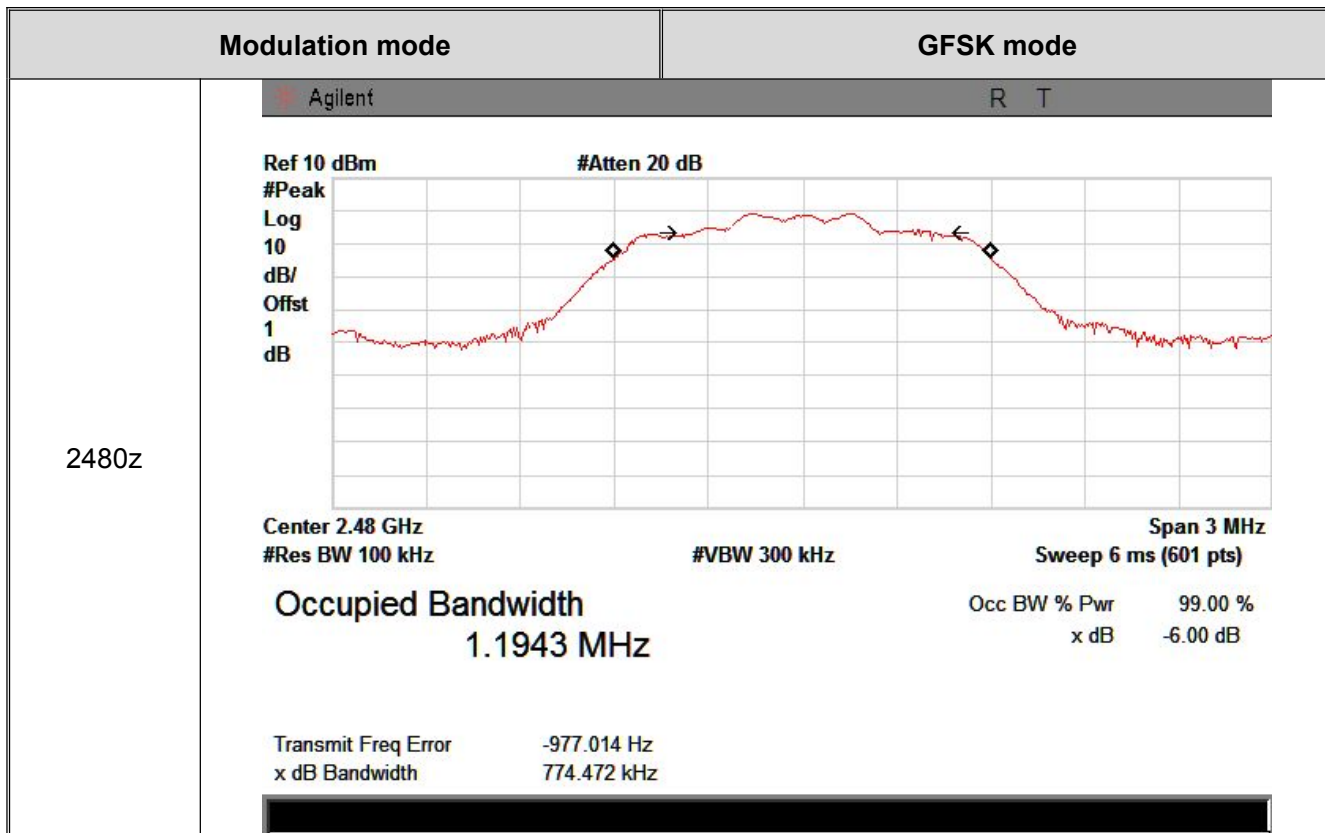 Modulation mode GFSK mode
Agilent R T
Ref 10 dBm #Atten 20 dB
#Peak
Log
10
dB/
Offst
1
dB
2480z
Center 2.48 GHz Span 3 MHz
#Res BW 100 kHz #VBW 300 kHz Sweep 6 ms (601 pts)
Occupied Bandwidth Occ BW % Pwr 99.00 %
1.1943 MHz x dB -6.00 dB
Transmit Freq Error -977.014 Hz
x dB Bandwidth 774.472 kHz